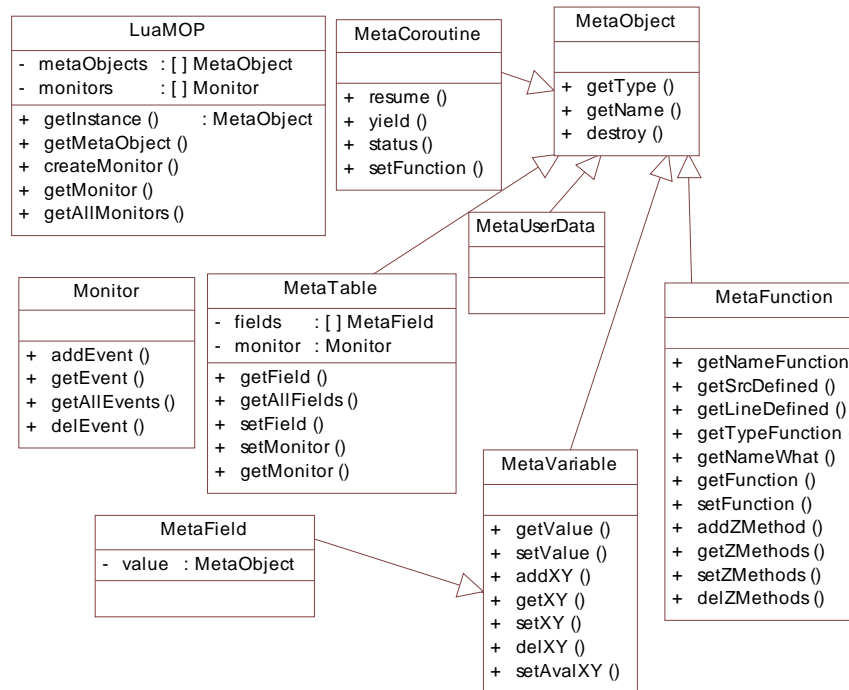 LuaMOP
- metaObjects : [ ] MetaObject
- monitors : [ ] Monitor
+ getInstance () : MetaObject
+ getMetaObject ()
+ createMonitor ()
+ getMonitor ()
+ getAllMonitors ()
MetaCoroutine
+ resume ()
+ yield ()
+ status ()
+ setFunction ()
MetaObject
+ getType ()
+ getName ()
+ destroy ()
MetaUserData
Monitor
+ addEvent ()
+ getEvent ()
+ getAllEvents ()
+ delEvent ()
MetaTable
- fields : [ ] MetaField
- monitor : Monitor
+ getField ()
+ getAllFields ()
+ setField ()
+ setMonitor ()
+ getMonitor ()
MetaFunction
+ getNameFunction
+ getSrcDefined ()
+ getLineDefined ()
+ getTypeFunction (
+ getNameWhat ()
+ getFunction ()
+ setFunction ()
+ addZMethod ()
+ getZMethods ()
+ setZMethods ()
+ delZMethods ()
MetaVariable
+ getValue ()
+ setValue ()
+ addXY ()
+ getXY ()
+ setXY ()
+ delXY ()
+ setAvalXY ()
MetaField
- value : MetaObject